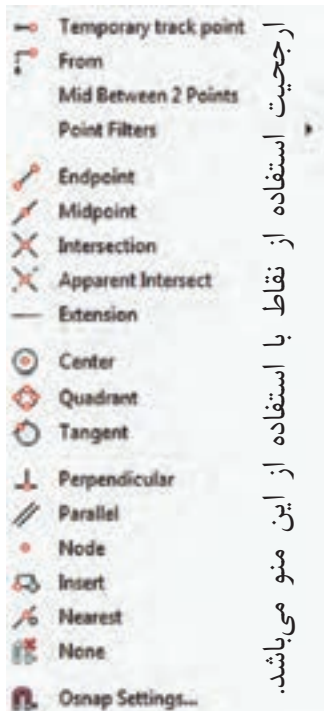 Temporary track point
From
Mid Between 2 Points
Point Filters
Endpoint
Midpoint
Intersection
Apparent Intersect
Extension
Center
Quadrant
Tangent
Perpendicular
Parallel
Node
Insert
Nearest
None
Osnap Settings...
ارجحیت استفاده از نقاط با استفاده از این منو می‌باشد.